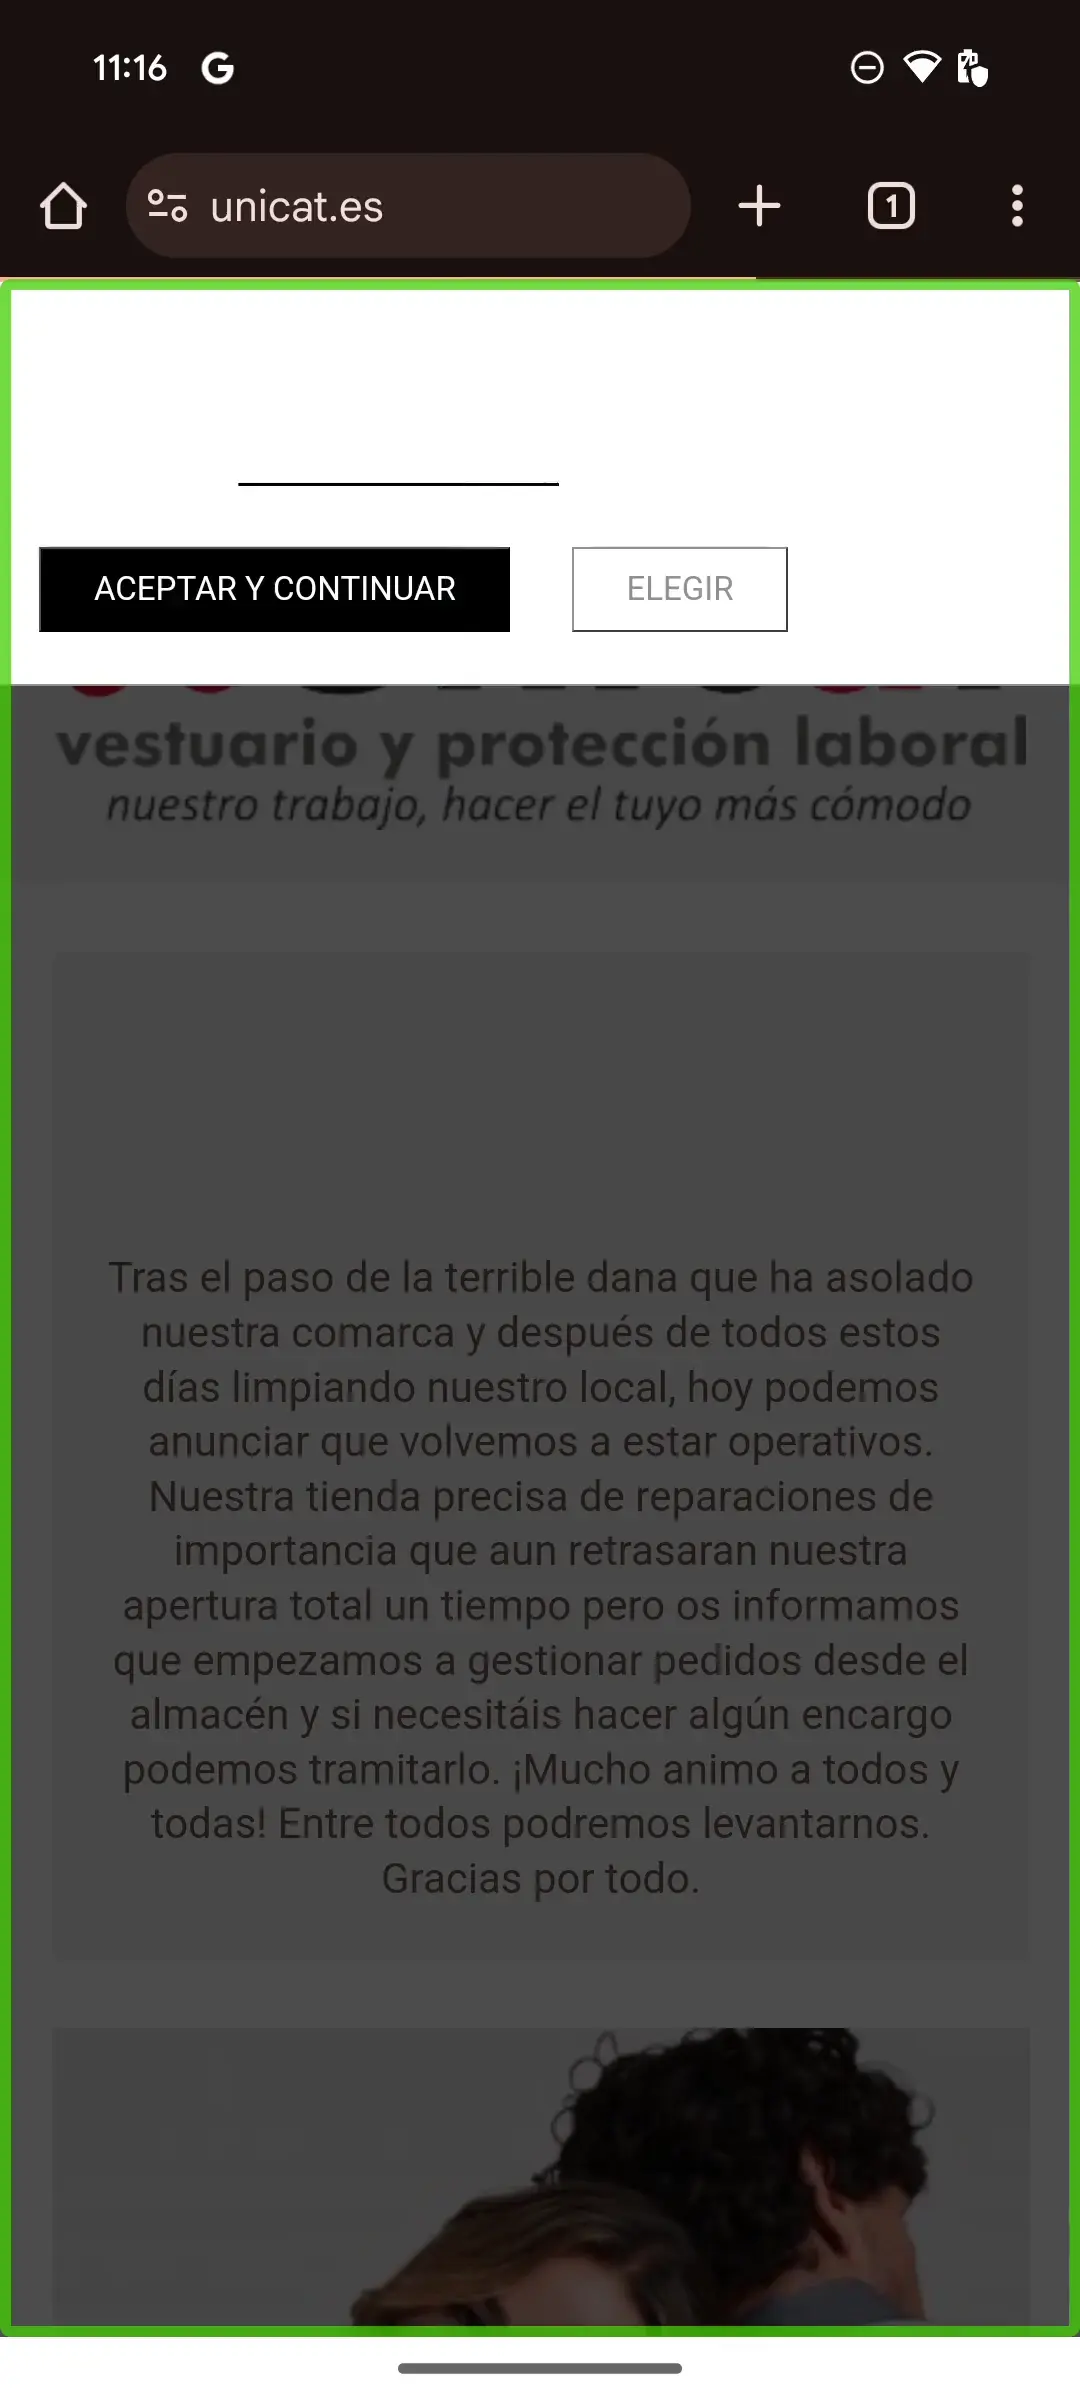 11:16
unicat.es
1
ACEPTAR Y CONTINUAR
ELEGIR
vestuario y protección laboral
nuestro trabajo, hacer el tuyo más cómodo
Tras el paso de la terrible dana que ha asolado
nuestra comarca y después de todos estos
días limpiando nuestro local, hoy podemos
anunciar que volvemos a estar operativos.
Nuestra tienda precisa de reparaciones de
importancia que aun retrasaran nuestra
apertura total un tiempo pero os informamos
que empezamos a gestionar pedidos desde el
almacén y si necesitáis hacer algún encargo
podemos tramitarlo. ¡Mucho animo a todos y
todas! Entre todos podremos levantarnos.
Gracias por todo.